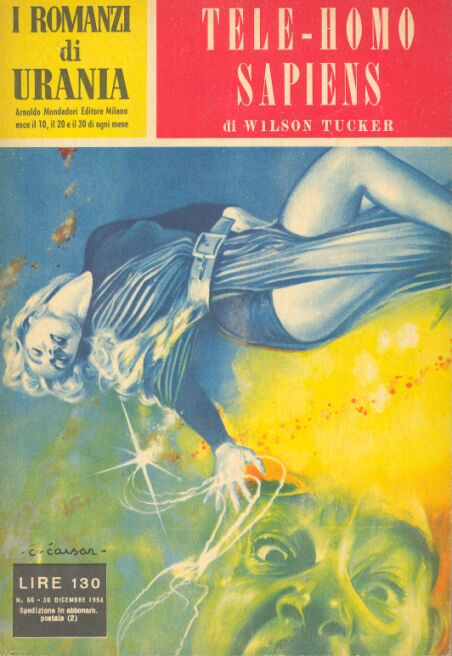 I ROMANZI
di
URANIA
Arnoldo Mondadori Editore Milano
esce il 10, il 20 e il 30 di ogni mese
TELE-HOMO
SAPIENS
di WILSON TUCKER
- c. caesar -
LIRE 130
N. 66 - 30 DICEMBRE 1954
Spedizione in abbonam.
postale (2)